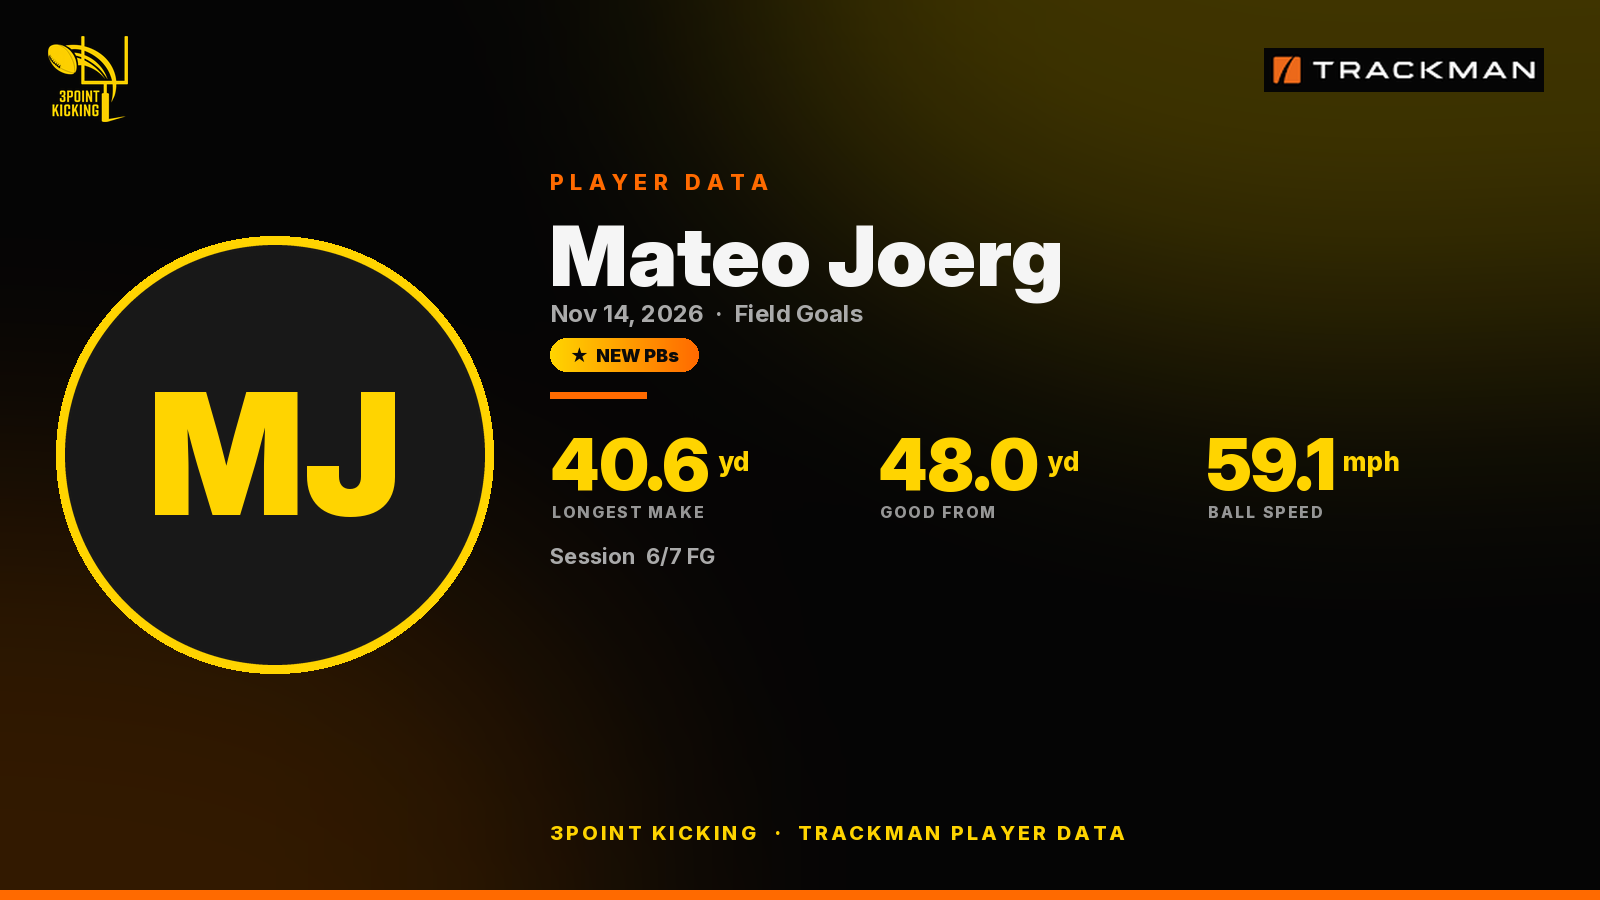 3POINT
KICKING
TRACKMAN
PLAYER DATA
Mateo Joerg
Nov 14, 2026 · Field Goals
★ NEW PBs
MJ
40.6 yd
LONGEST MAKE
48.0 yd
GOOD FROM
59.1 mph
BALL SPEED
Session 6/7 FG
3POINT KICKING · TRACKMAN PLAYER DATA